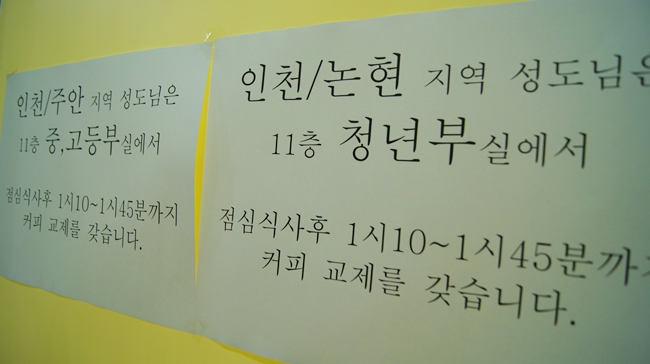 인천/주안 지역 성도님은
11층 중,고등부실에서
점심식사후 1시10~1시45분까지
커피 교제를 갖습니다.
인천/논현 지역 성도님은
11층 청년부실에서
점심식사후 1시10~1시45분까지
커피 교제를 갖습니다.